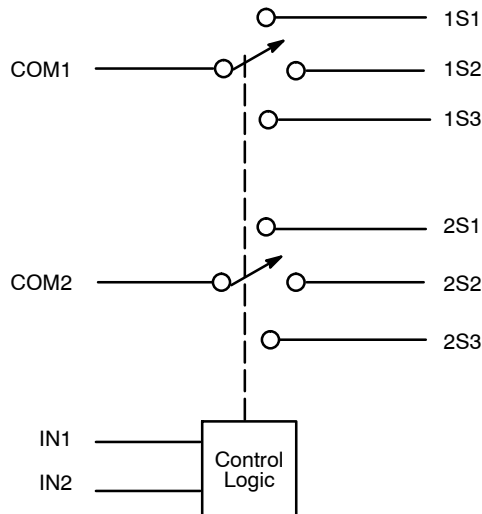 1S1
COM1
1S2
1S3
2S1
COM2
2S2
2S3
IN1
Control
Logic
IN2